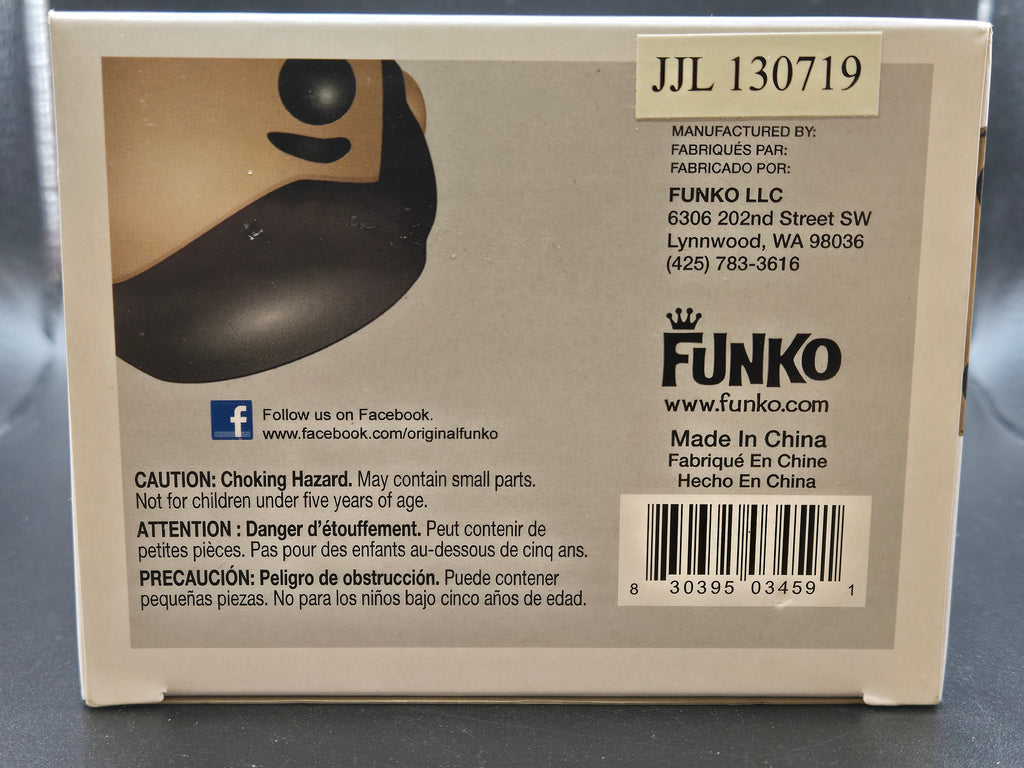 JJL 130719
MANUFACTURED BY:
FABRIQUÉS PAR:
FABRICADO POR:
FUNKO LLC
6306 202nd Street SW
Lynnwood, WA 98036
(425) 783-3616
FUNKO
www.funko.com
Made In China
Fabriqué En Chine
Hecho En China
f
Follow us on Facebook.
www.facebook.com/originalfunko
CAUTION: Choking Hazard. May contain small parts.
Not for children under five years of age.
ATTENTION : Danger d'étouffement. Peut contenir de
petites pièces. Pas pour des enfants au-dessous de cinq ans.
PRECAUCIÓN: Peligro de obstrucción. Puede contener
pequeñas piezas. No para los niños bajo cinco años de edad.
8 30395 03459 1